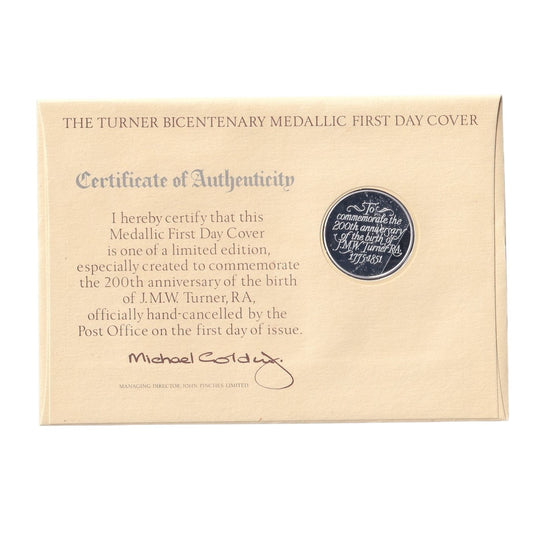 THE TURNER BICENTENARY MEDALLIC FIRST DAY COVER
Certificate of Authenticity
I hereby certify that this
Medallic First Day Cover
is one of a limited edition,
especially created to commemorate
the 200th anniversary of the birth
of J.M.W. Turner, RA,
officially hand-cancelled by the
Post Office on the first day of issue.
Michael
MANAGING DIRECTOR, JOHN PINCHES LIMITED
To
commemorate the
200th anniversary
of the birth of
J.M.W. Turner, RA,
1775-1851